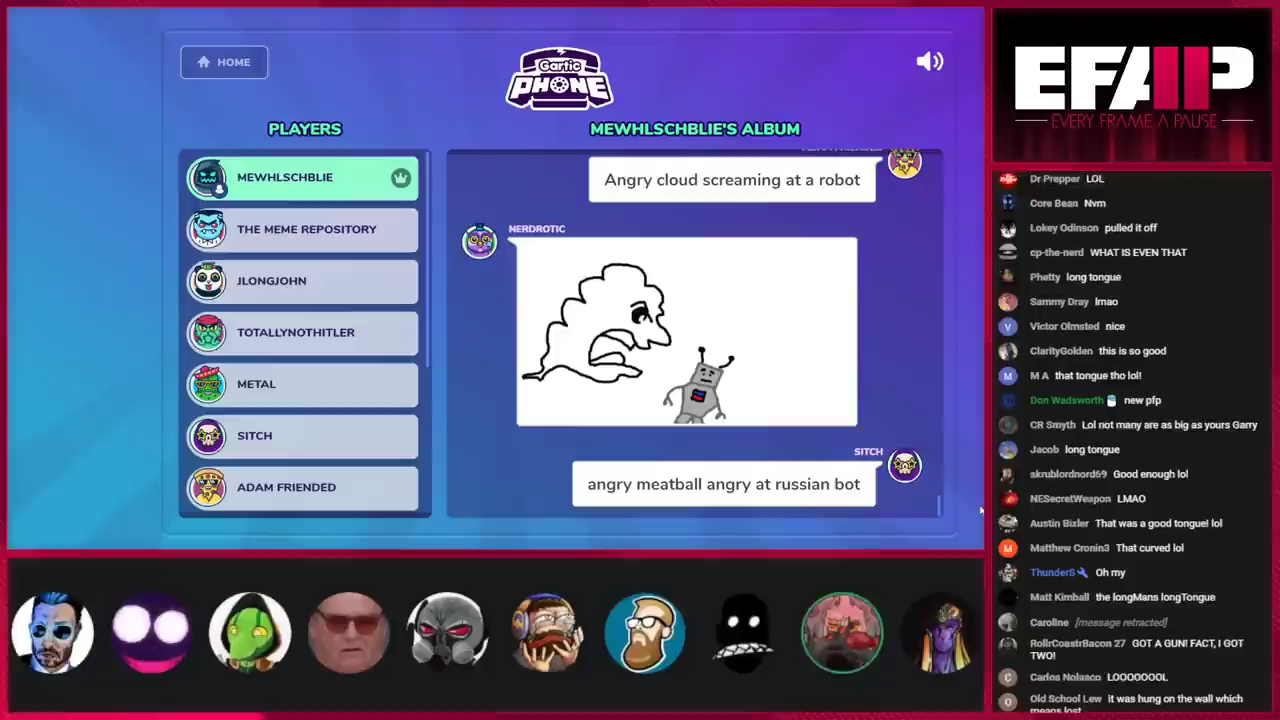 HOME
Gartic
PHONE
PLAYERS
MEWHLSCHBLIE'S ALBUM
MEWHLSCHBLIE
THE MEME REPOSITORY
JLONGJOHN
TOTALLYNOTHITLER
METAL
SITCH
ADAM FRIENDED
Angry cloud screaming at a robot
NERDROTIC
SITCH
angry meatball angry at russian bot
EFAP
EVERY FRAME A PAUSE
Dr Prepper LOL
Core Bean Nvm
Lokey Odinson pulled it off
cp-the-nerd WHAT IS EVEN THAT
Phatty long tongue
Sammy Dray lmao
Victor Olmsted nice
ClarityGolden this is so good
M A that tongue tho lol!
Don Wadsworth new pfp
CR Smyth Lol not many are as big as yours Garry
Jacob long tongue
skrublordnord69 Good enough lol
NESecretWeapon LMAO
Austin Bixler That was a good tongue! lol
Matthew Cronin3 That curved lol
ThunderS Oh my
Matt Kimball the longMans longTongue
Caroline [message retracted]
RollrCoastrBacon 27 GOT A GUN! FACT, I GOT
TWO!
Carlos Nolasco LOOOOOOOL
Old School Lew it was hung on the wall which
means lost